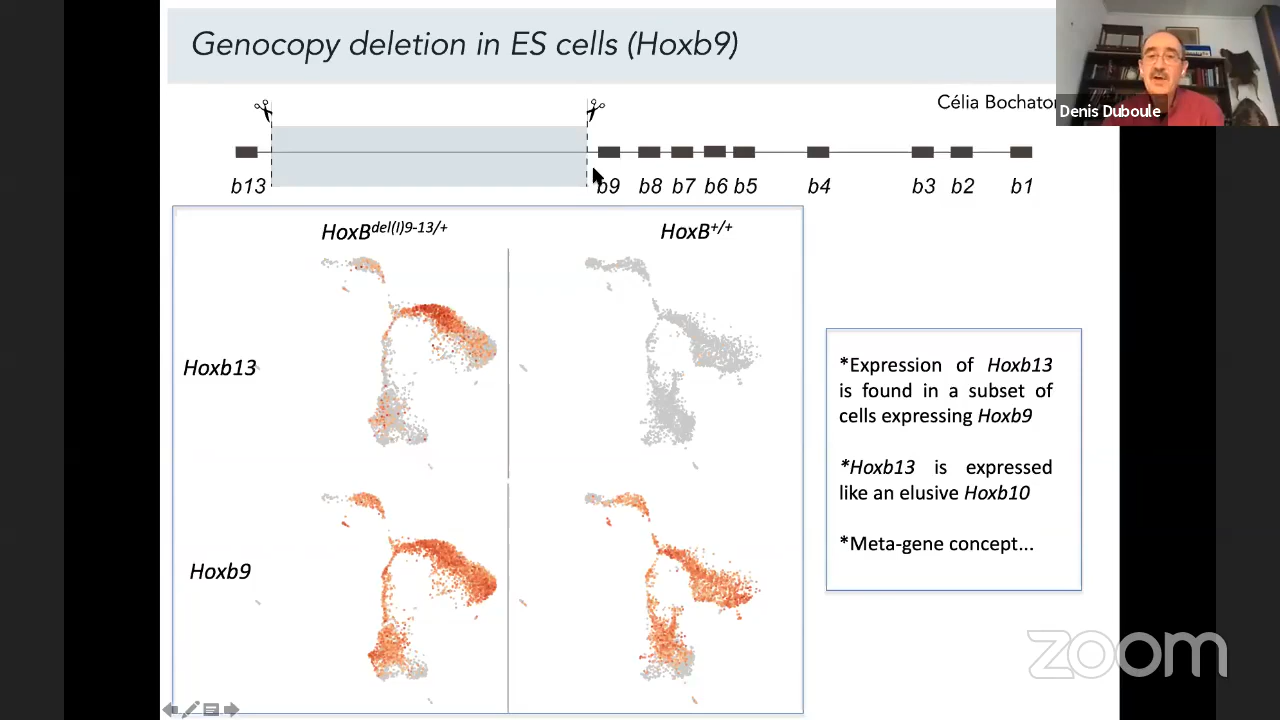 Genocopy deletion in ES cells (Hoxb9)
Célia Bochaton
Denis Duboule
b13 b9 b8 b7 b6 b5 b4 b3 b2 b1
HoxBdel(I)9-13/+ HoxB+/+
Hoxb13
Hoxb9
*Expression of Hoxb13
is found in a subset of
cells expressing Hoxb9
*Hoxb13 is expressed
like an elusive Hoxb10
*Meta-gene concept...
zoom